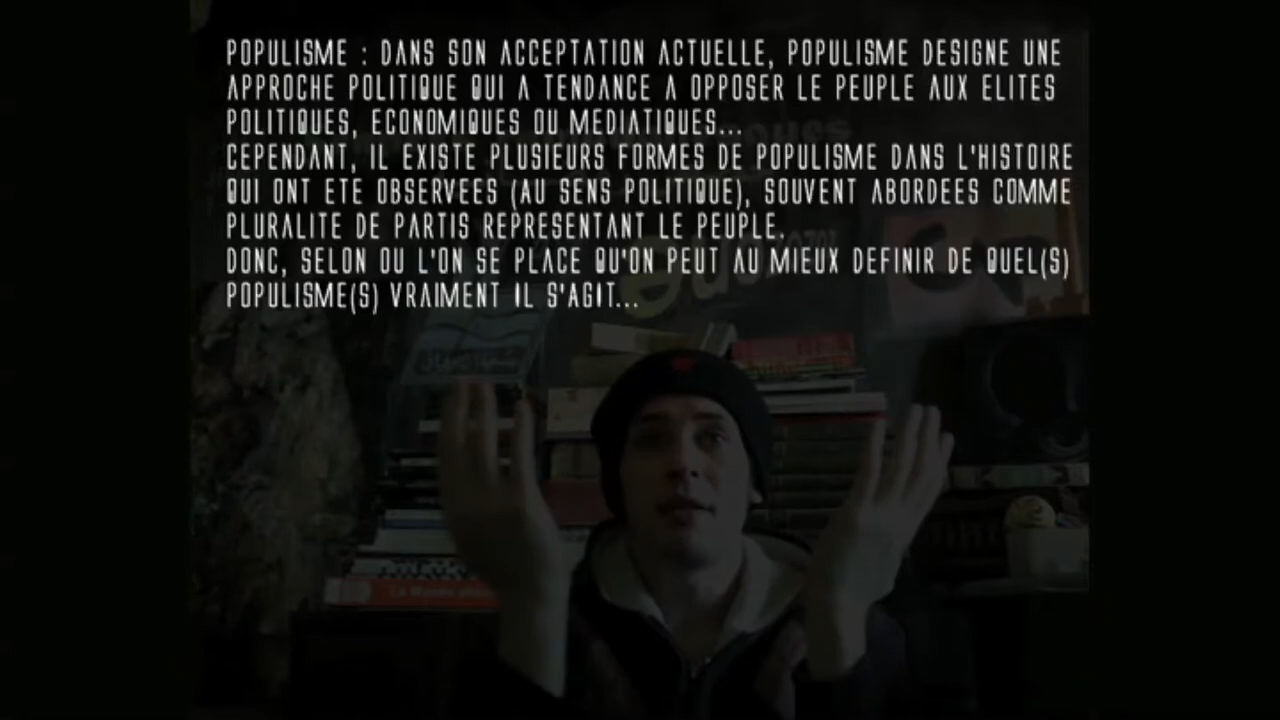 POPULISME : DANS SON ACCEPTATION ACTUELLE, POPULISME DESIGNE UNE
APPROCHE POLITIQUE QUI A TENDANCE A OPPOSER LE PEUPLE AUX ELITES
POLITIQUES, ECONOMIQUES OU MEDIATIQUES...
CEPENDANT, IL EXISTE PLUSIEURS FORMES DE POPULISME DANS L'HISTOIRE
QUI ONT ETE OBSERVEES (AU SENS POLITIQUE), SOUVENT ABORDEES COMME
PLURALITE DE PARTIS REPRESENTANT LE PEUPLE.
DONC, SELON OU L'ON SE PLACE QU'ON PEUT AU MIEUX DEFINIR DE QUEL(S)
POPULISME(S) VRAIMENT IL S'AGIT...